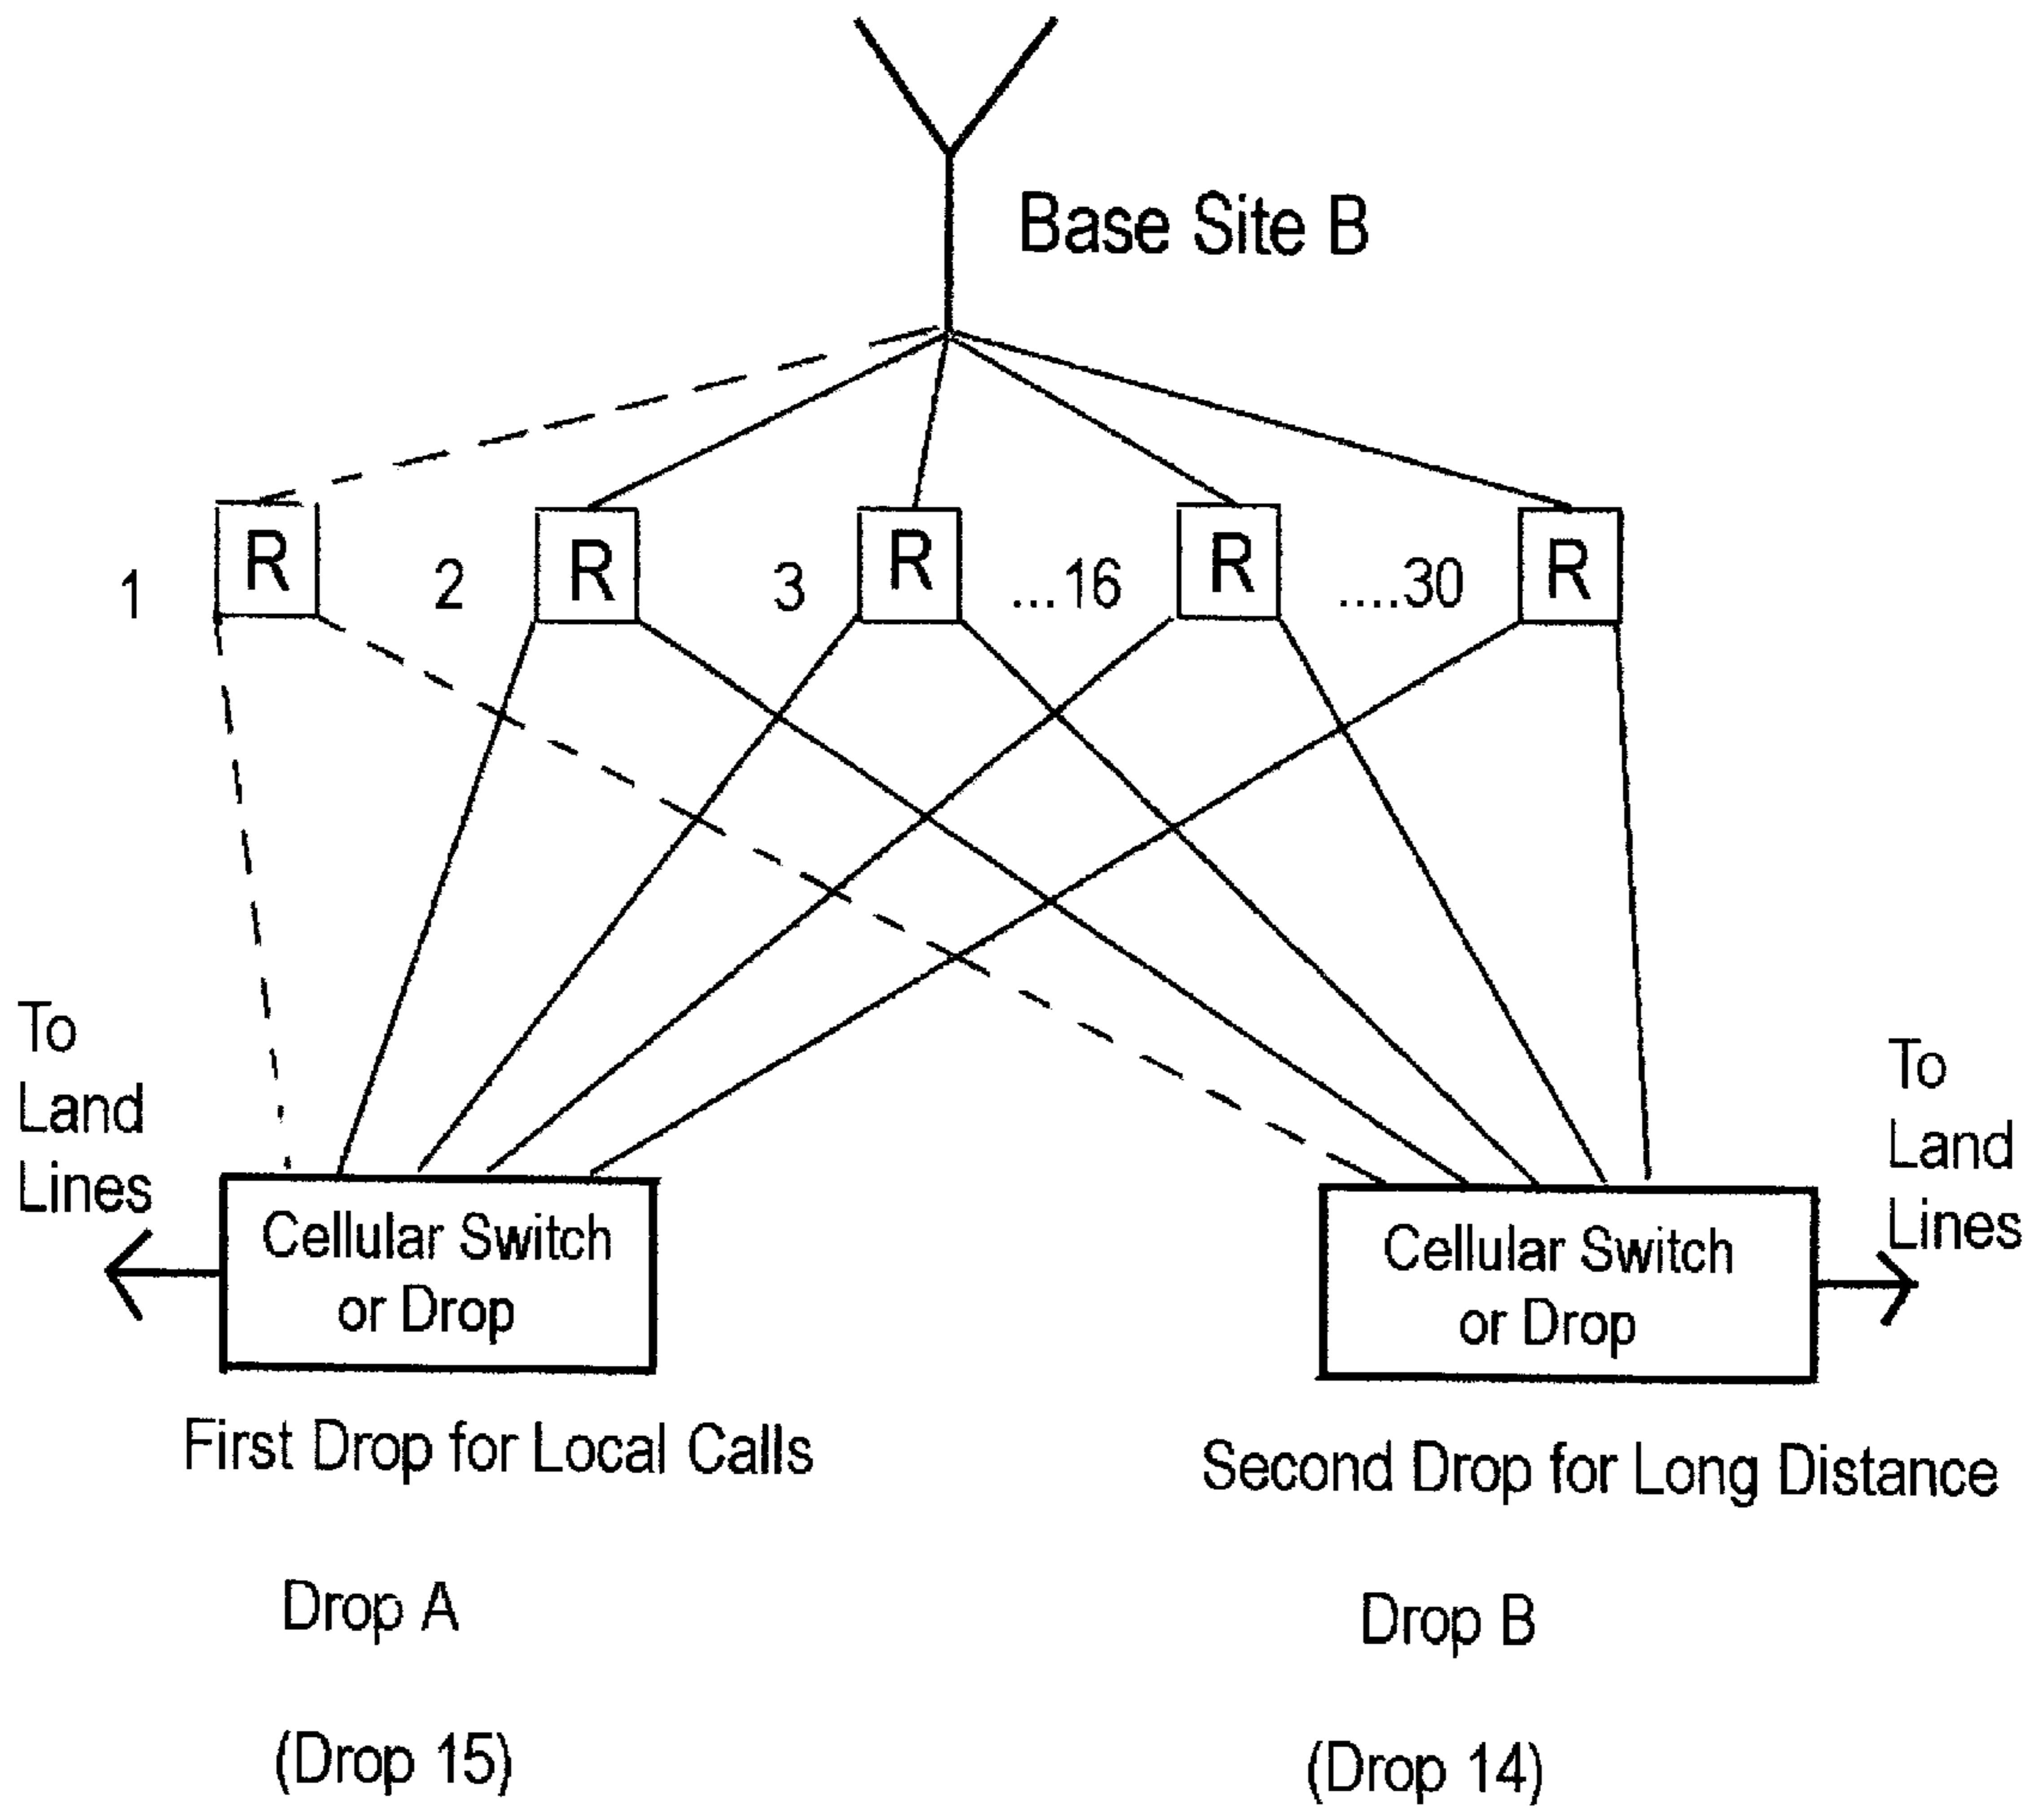 Base Site B
1 R 2 R 3 R ...16 R ....30 R
To
Land
Lines
To
Land
Lines
Cellular Switch
or Drop
Cellular Switch
or Drop
First Drop for Local Calls
Second Drop for Long Distance
Drop A
Drop B
(Drop 15)
(Drop 14)